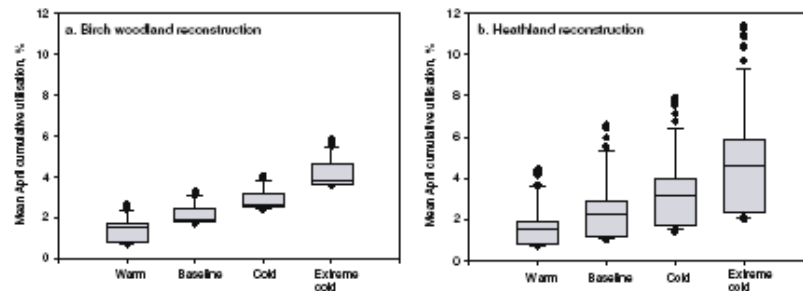 a. Birch woodland reconstruction
Mean April cumulative utilisation, %
12
10
8
6
4
2
0
Warm
Baseline
Cold
Extreme
cold
b. Heathland reconstruction
Mean April cumulative utilisation, %
12
10
8
6
4
2
0
Warm
Baseline
Cold
Extreme
cold